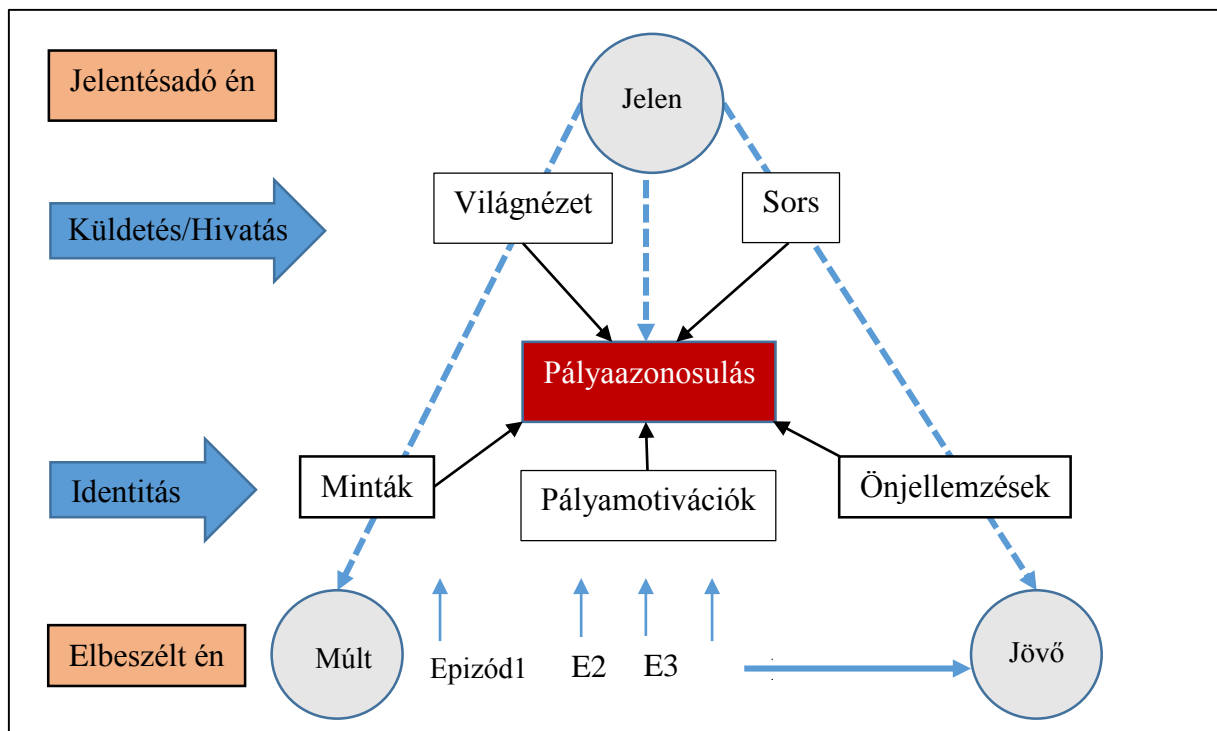 Jelentésadó én
Jelen
Világnézet
Sors
Küldetés/Hivatás
Pályaazonosulás
Identitás
Minták
Pályamotivációk
Önjellemzések
Elbeszélt én
Múlt
Epizód1
E2
E3
Jövő